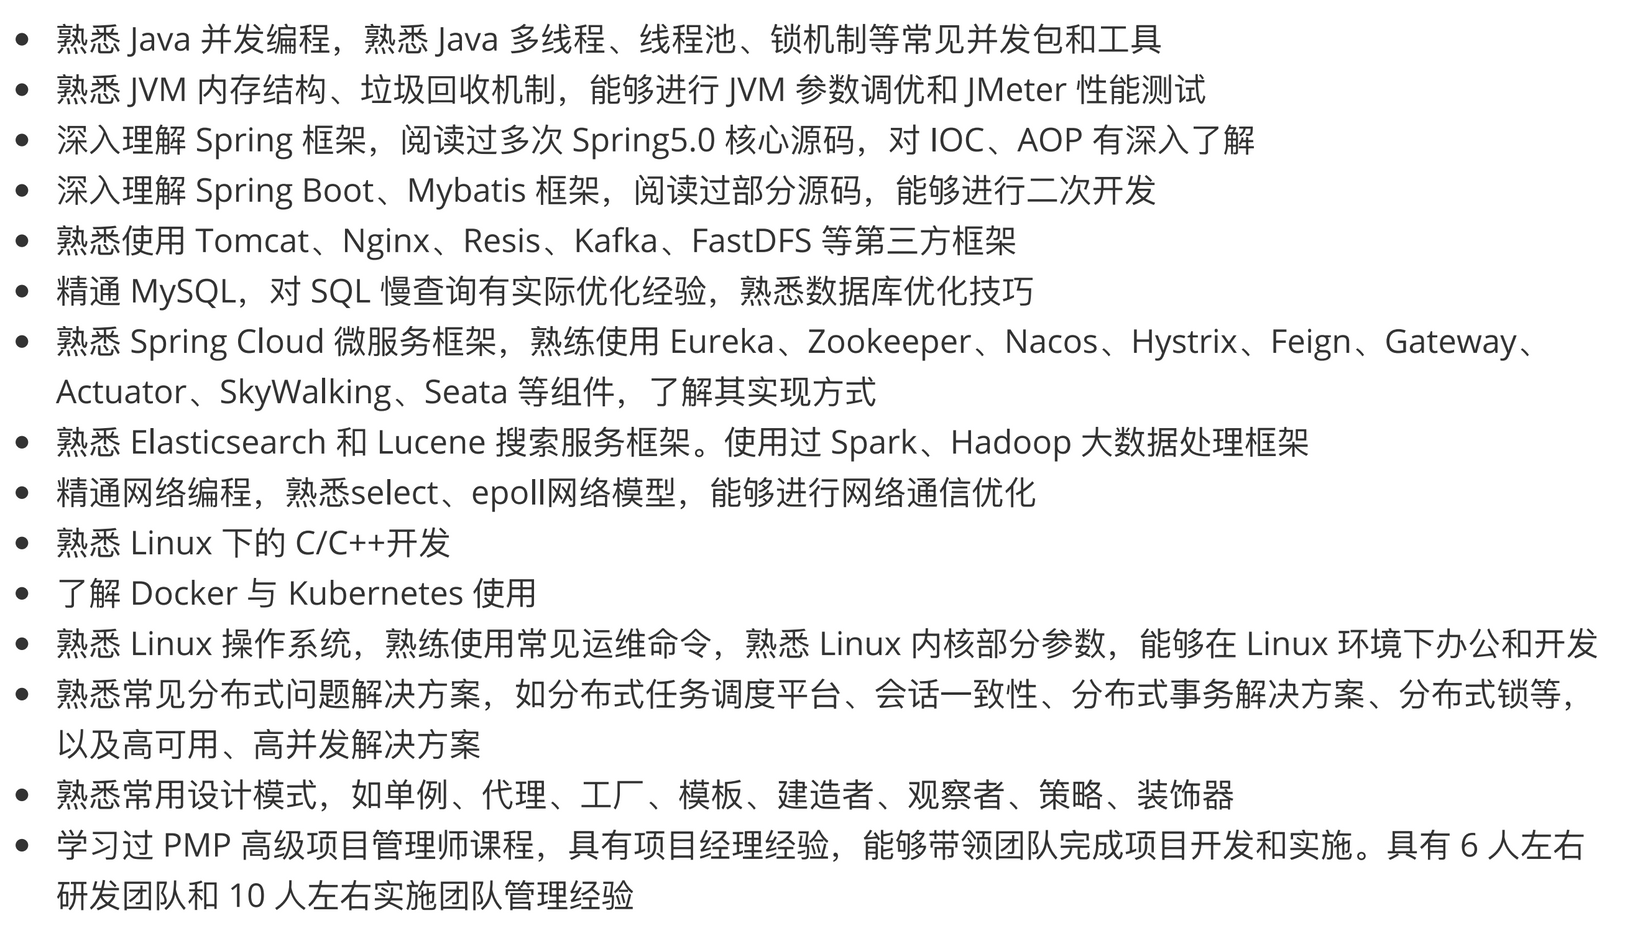 • 熟悉 Java 并发编程，熟悉 Java 多线程、线程池、锁机制等常见并发包和工具
• 熟悉 JVM 内存结构、垃圾回收机制，能够进行 JVM 参数调优和 JMeter 性能测试
• 深入理解 Spring 框架，阅读过多次 Spring5.0 核心源码，对 IOC、AOP 有深入了解
• 深入理解 Spring Boot、Mybatis 框架，阅读过部分源码，能够进行二次开发
• 熟悉使用 Tomcat、Nginx、Resis、Kafka、FastDFS 等第三方框架
• 精通 MySQL，对 SQL 慢查询有实际优化经验，熟悉数据库优化技巧
• 熟悉 Spring Cloud 微服务框架，熟练使用 Eureka、Zookeeper、Nacos、Hystrix、Feign、Gateway、
Actuator、SkyWalking、Seata 等组件，了解其实现方式
• 熟悉 Elasticsearch 和 Lucene 搜索服务框架。使用过 Spark、Hadoop 大数据处理框架
• 精通网络编程，熟悉select、epoll网络模型，能够进行网络通信优化
• 熟悉 Linux 下的 C/C++开发
• 了解 Docker 与 Kubernetes 使用
• 熟悉 Linux 操作系统，熟练使用常见运维命令，熟悉 Linux 内核部分参数，能够在 Linux 环境下办公和开发
• 熟悉常见分布式问题解决方案，如分布式任务调度平台、会话一致性、分布式事务解决方案、分布式锁等，
以及高可用、高并发解决方案
• 熟悉常用设计模式，如单例、代理、工厂、模板、建造者、观察者、策略、装饰器
• 学习过 PMP 高级项目管理师课程，具有项目经理经验，能够带领团队完成项目开发和实施。具有 6 人左右
研发团队和 10 人左右实施团队管理经验